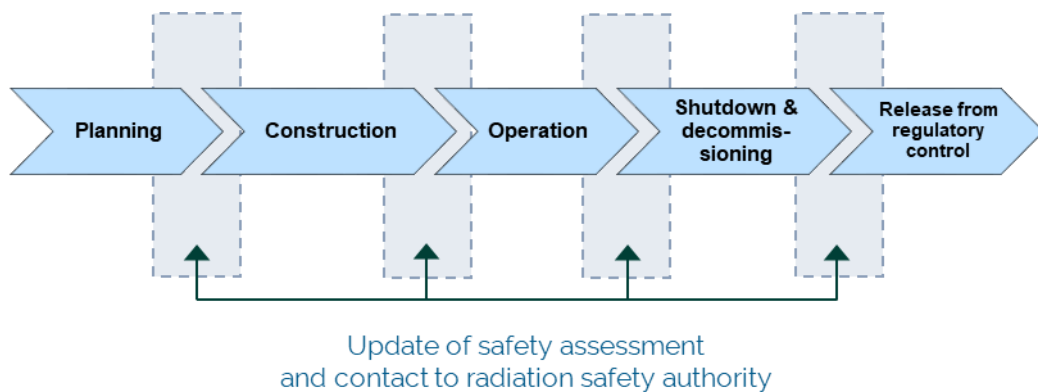 Planning
Construction
Operation
Shutdown &
decommis-
sioning
Release from
regulatory
control
Update of safety assessment
and contact to radiation safety authority